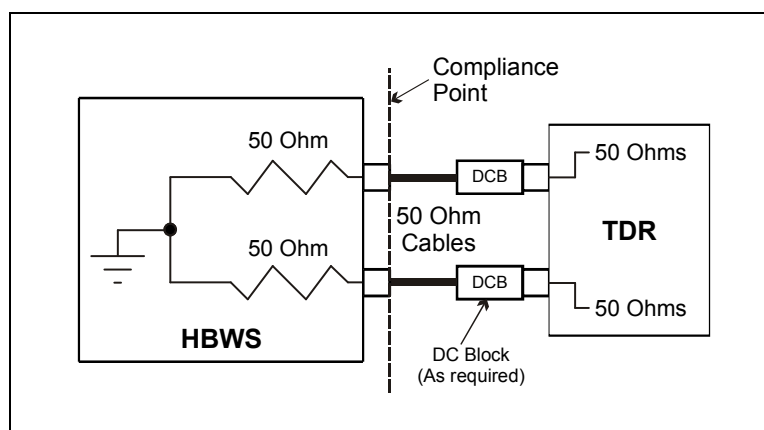 Compliance
Point
50 Ohm
DCB
50 Ohms
50 Ohm
Cables
TDR
50 Ohm
DCB
50 Ohms
HBWS
DC Block
(As required)